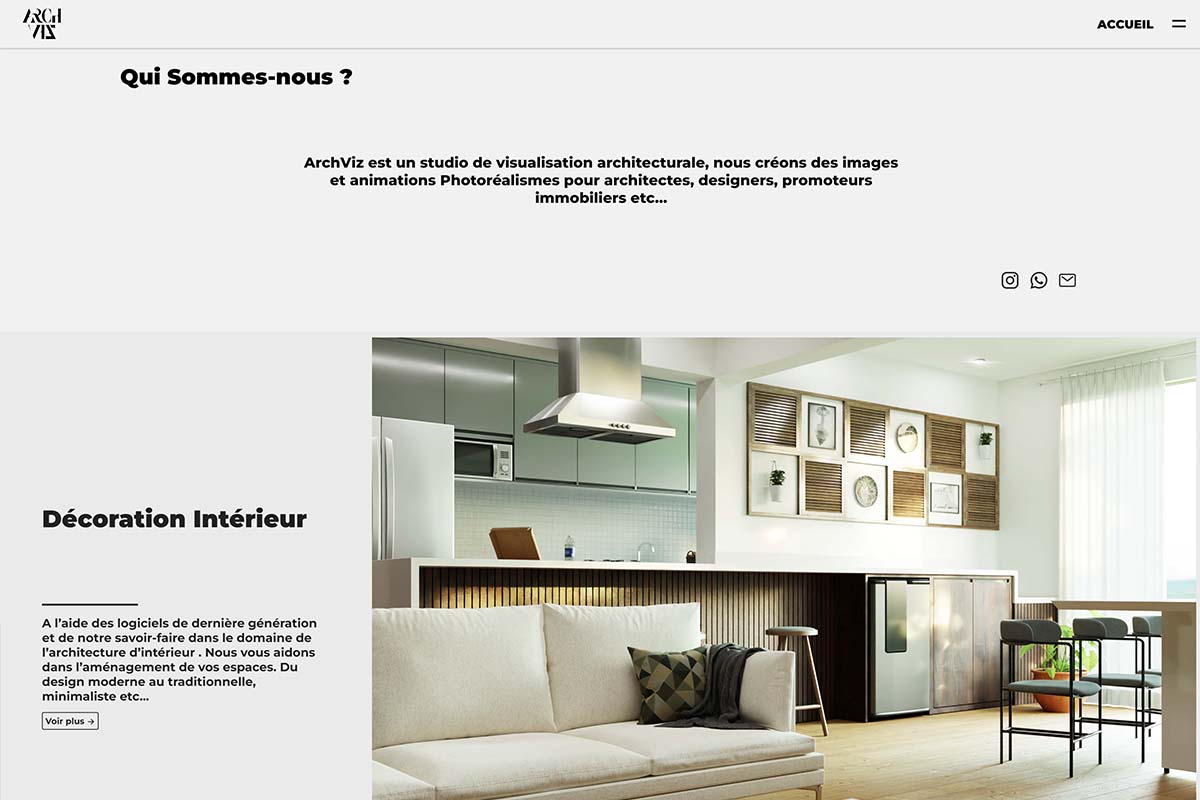 ARCH
VIZ
ACCUEIL
Qui Sommes-nous ?
ArchViz est un studio de visualisation architecturale, nous créons des images
et animations Photoréalismes pour architectes, designers, promoteurs
immobiliers etc...
Décoration Intérieur
A l’aide des logiciels de dernière génération
et de notre savoir-faire dans le domaine de
l’architecture d’intérieur . Nous vous aidons
dans l’aménagement de vos espaces. Du
design moderne au traditionnelle,
minimaliste etc...
Voir plus →